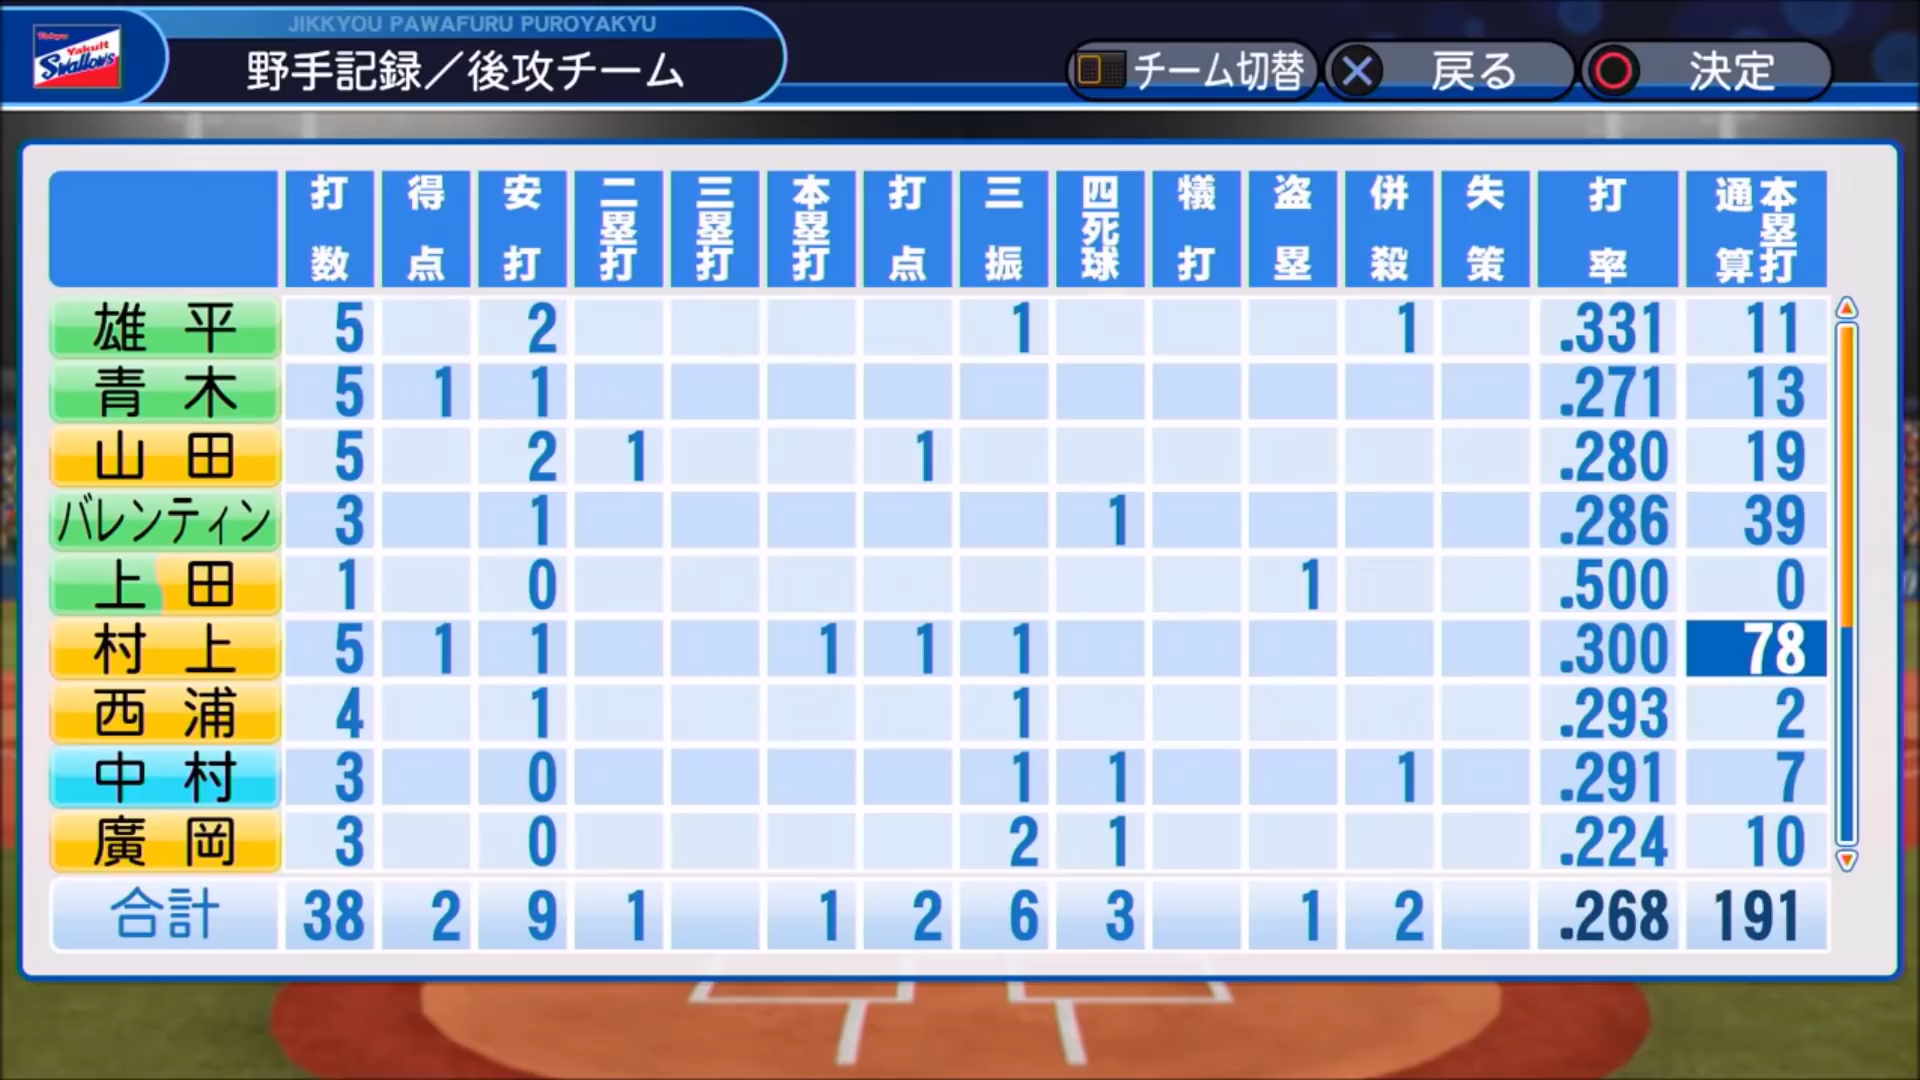 JIKKYOU PAWAFURU PUROYAKYU
Yakult
Yakult Swallows
野手記録／後攻チーム
チーム切替 戻る 決定
打数 得点 安打 二塁打 三塁打 本塁打 打点 三振 四死球 犠打 盗塁 併殺 失策 打率 通算本塁打
雄平 5 2 1 1 .331 11
青木 5 1 1 .271 13
山田 5 2 1 1 .280 19
バレンティン 3 1 1 .286 39
上田 1 0 1 .500 0
村上 5 1 1 1 1 1 .300 78
西浦 4 1 1 .293 2
中村 3 0 1 1 1 .291 7
廣岡 3 0 2 1 .224 10
合計 38 2 9 1 1 2 6 3 1 2 .268 191